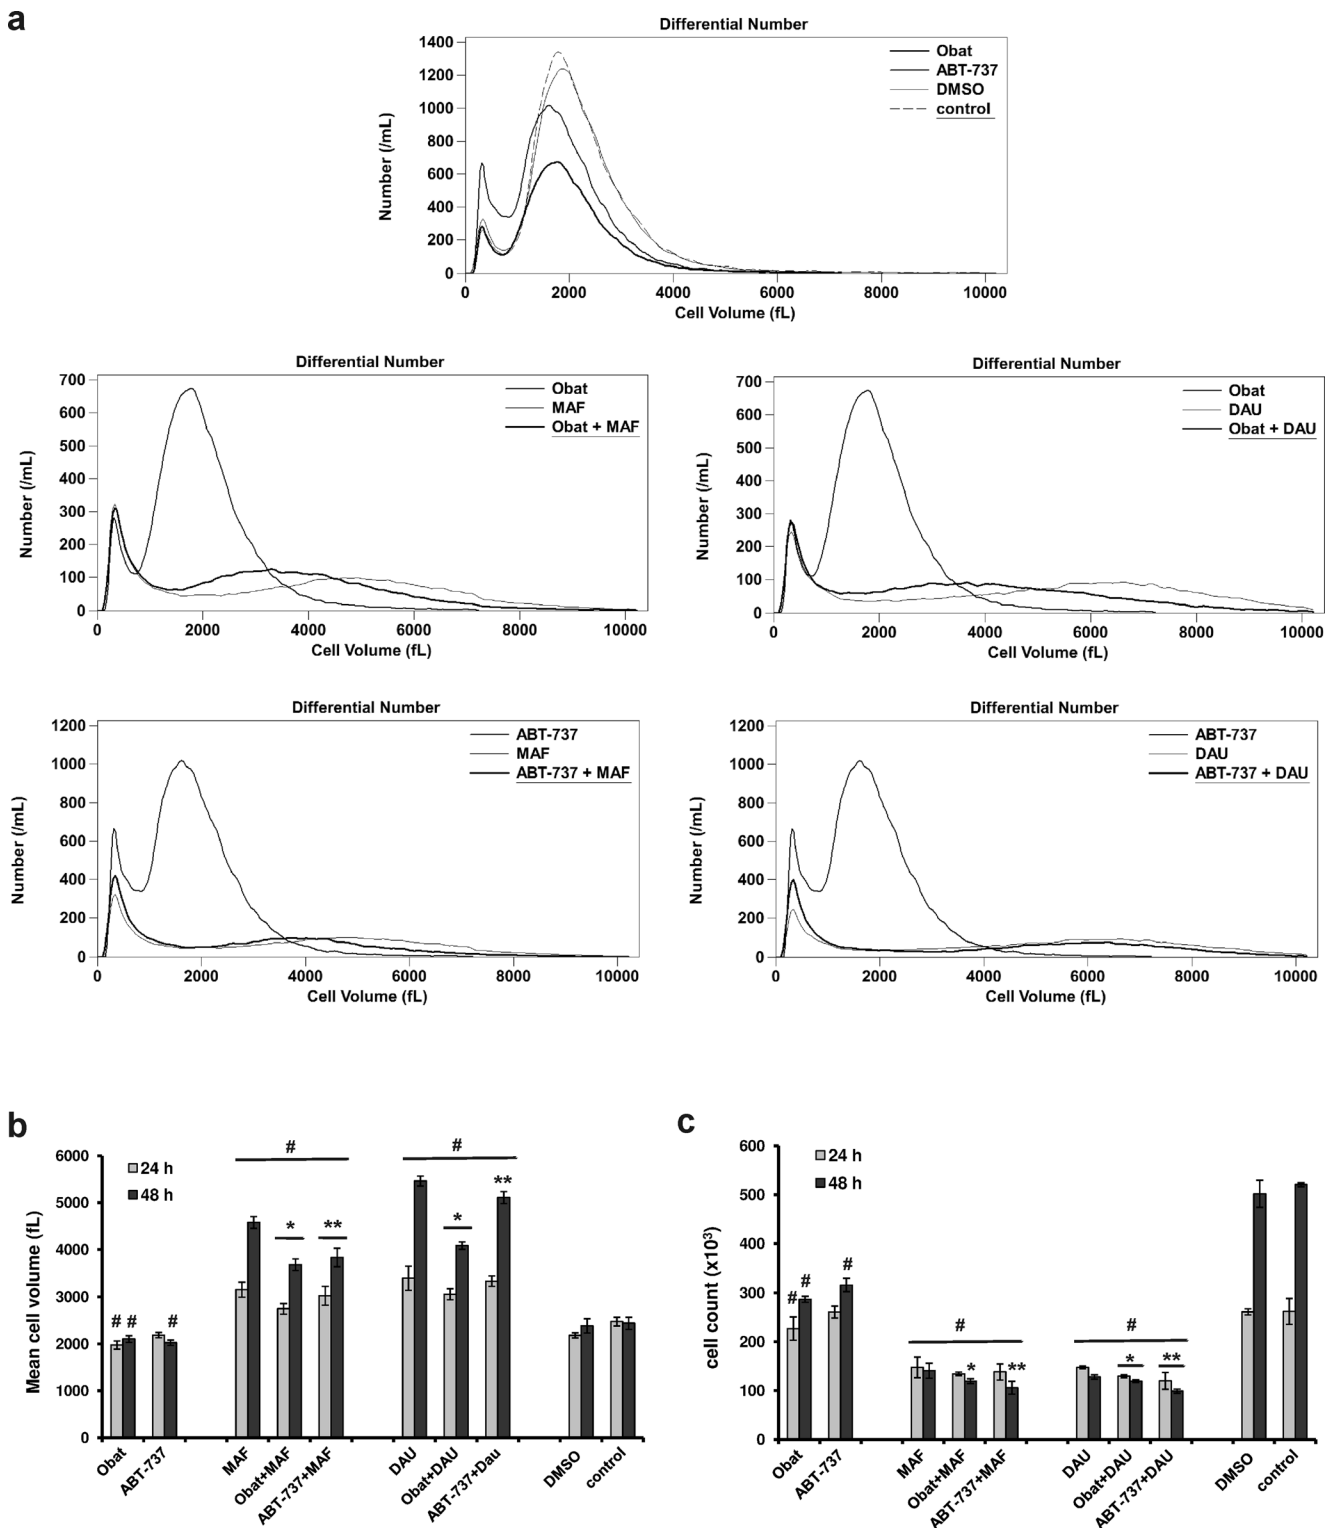 a
Differential Number
Obat
ABT-737
DMSO
control
1400
1200
1000
800
600
400
200
0
Number (/mL)
0 2000 4000 6000 8000 10000
Cell Volume (fL)
Differential Number
Obat
MAF
Obat + MAF
700
600
500
400
300
200
100
0
Number (/mL)
0 2000 4000 6000 8000 10000
Cell Volume (fL)
Differential Number
Obat
DAU
Obat + DAU
700
600
500
400
300
200
100
0
Number (/mL)
0 2000 4000 6000 8000 10000
Cell Volume (fL)
Differential Number
ABT-737
MAF
ABT-737 + MAF
1200
1000
800
600
400
200
0
Number (/mL)
0 2000 4000 6000 8000 10000
Cell Volume (fL)
Differential Number
ABT-737
DAU
ABT-737 + DAU
1200
1000
800
600
400
200
0
Number (/mL)
0 2000 4000 6000 8000 10000
Cell Volume (fL)
b
24 h
48 h
6000
5000
4000
3000
2000
1000
0
Mean cell volume (fL)
# # # # * ** # * **
Obat
ABT-737
MAF
Obat+MAF
ABT-737+MAF
DAU
Obat+DAU
ABT-737+Dau
DMSO
control
c
24 h
48 h
600
500
400
300
200
100
0
cell count (x10³)
# # # # * ** # * **
Obat
ABT-737
MAF
Obat+MAF
ABT-737+MAF
DAU
Obat+DAU
ABT-737+DAU
DMSO
control